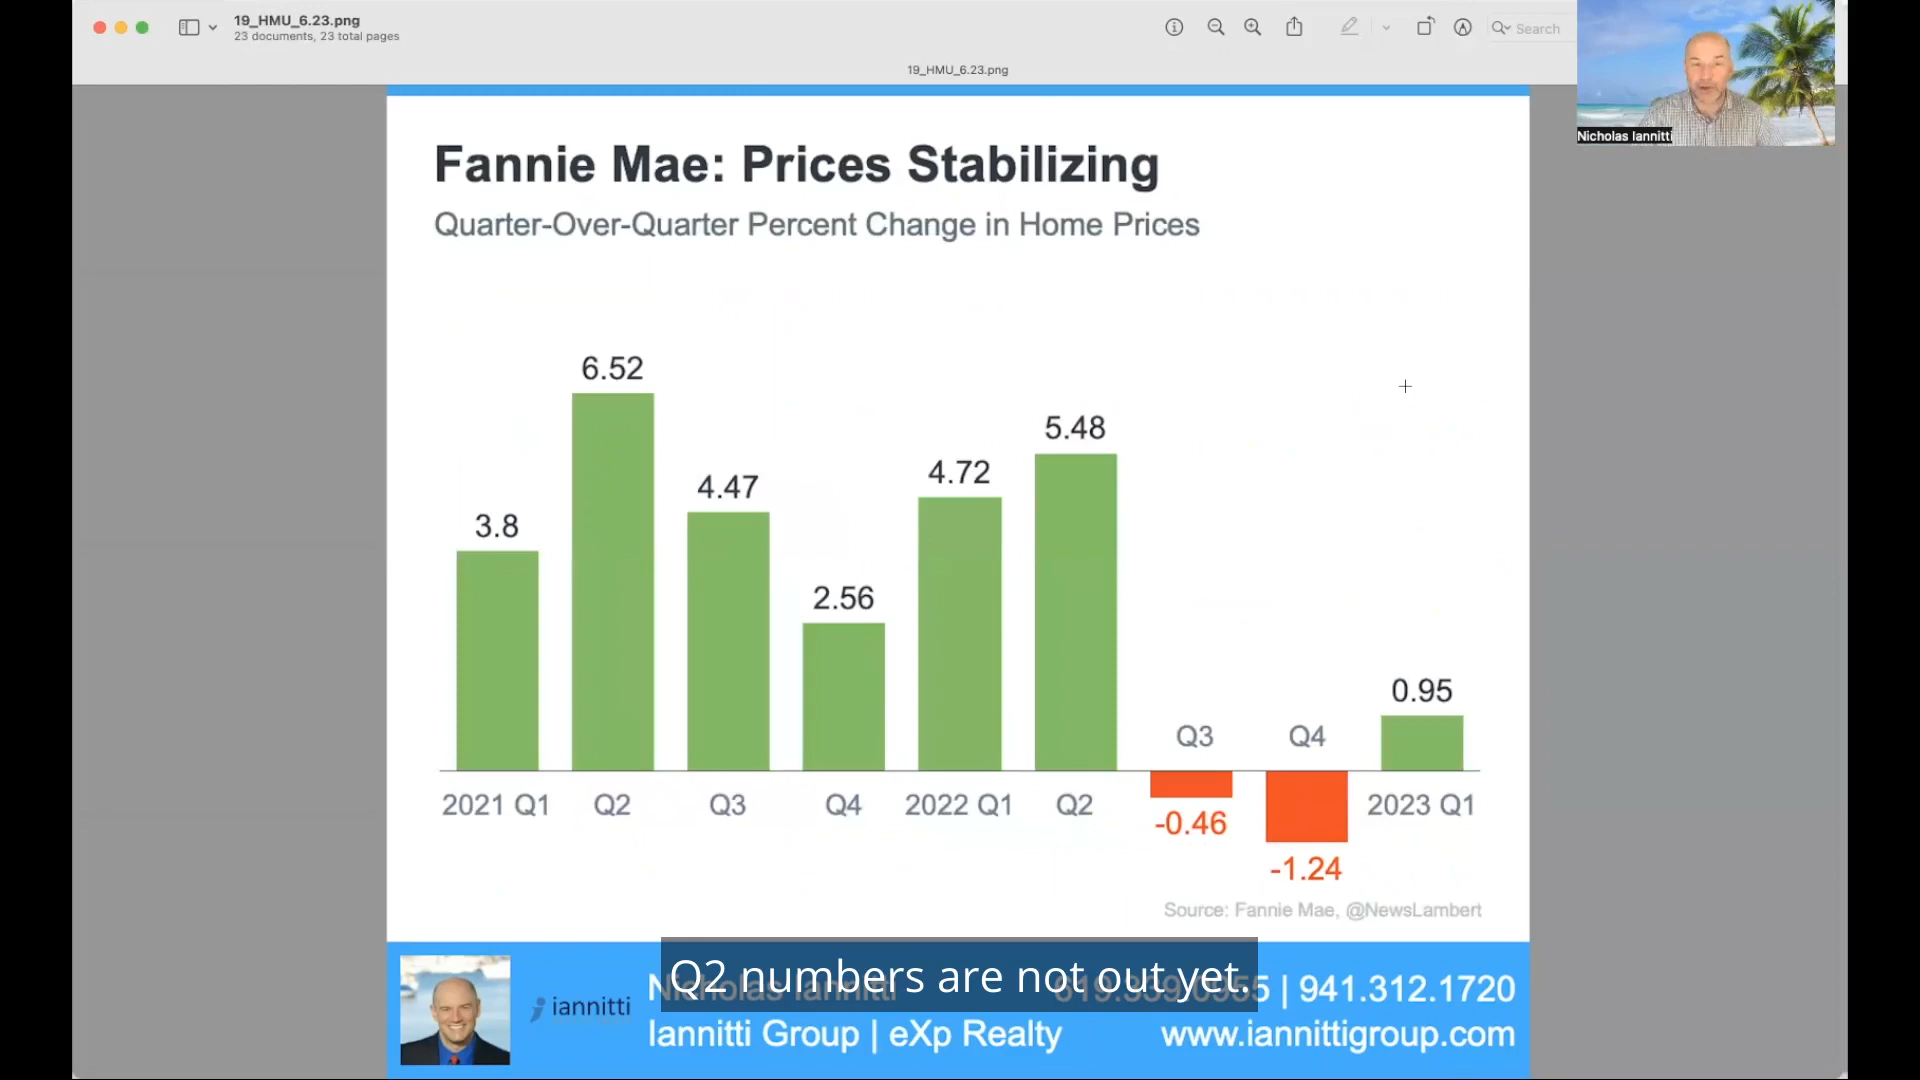 19_HMU_6.23.png
23 documents, 23 total pages
Search
19_HMU_6.23.png
Nicholas Iannitti
Fannie Mae: Prices Stabilizing
Quarter-Over-Quarter Percent Change in Home Prices
3.8
6.52
4.47
2.56
4.72
5.48
-0.46
-1.24
0.95
2021 Q1 Q2 Q3 Q4 2022 Q1 Q2 Q3 Q4 2023 Q1
Source: Fannie Mae, @NewsLambert
Q2 numbers are not out yet.
iannitti
Nicholas Iannitti
| 941.312.1720
Iannitti Group | eXp Realty
www.iannittigroup.com